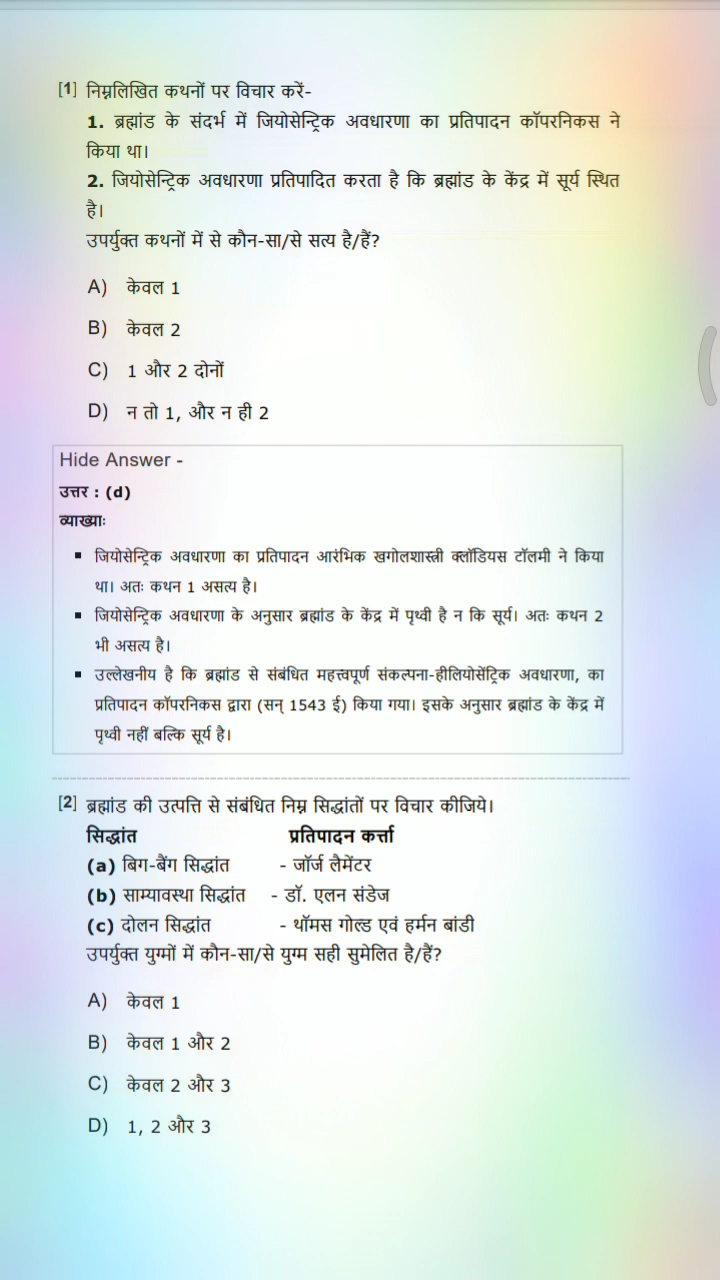 [1] निम्नलिखित कथनों पर विचार करें-
1. ब्रह्मांड के संदर्भ में जियोसेन्ट्रिक अवधारणा का प्रतिपादन कॉपरनिकस ने
किया था।
2. जियोसेन्ट्रिक अवधारणा प्रतिपादित करता है कि ब्रह्मांड के केंद्र में सूर्य स्थित
है।
उपर्युक्त कथनों में से कौन-सा/से सत्य है/हैं?
A) केवल 1
B) केवल 2
C) 1 और 2 दोनों
D) न तो 1, और न ही 2
Hide Answer -
उत्तर : (d)
व्याख्याः
▪ जियोसेन्ट्रिक अवधारणा का प्रतिपादन आरंभिक खगोलशास्त्री क्लॉडियस टॉलमी ने किया
था। अतः कथन 1 असत्य है।
▪ जियोसेन्ट्रिक अवधारणा के अनुसार ब्रह्मांड के केंद्र में पृथ्वी है न कि सूर्य। अतः कथन 2
भी असत्य है।
▪ उल्लेखनीय है कि ब्रह्मांड से संबंधित महत्त्वपूर्ण संकल्पना-हीलियोसेंट्रिक अवधारणा, का
प्रतिपादन कॉपरनिकस द्वारा (सन् 1543 ई) किया गया। इसके अनुसार ब्रह्मांड के केंद्र में
पृथ्वी नहीं बल्कि सूर्य है।
[2] ब्रह्मांड की उत्पत्ति से संबंधित निम्न सिद्धांतों पर विचार कीजिये।
सिद्धांत प्रतिपादन कर्त्ता
(a) बिग-बैंग सिद्धांत - जॉर्ज लैमेंटर
(b) साम्यावस्था सिद्धांत - डॉ. एलन संडेज
(c) दोलन सिद्धांत - थॉमस गोल्ड एवं हर्मन बांडी
उपर्युक्त युग्मों में कौन-सा/से युग्म सही सुमेलित है/हैं?
A) केवल 1
B) केवल 1 और 2
C) केवल 2 और 3
D) 1, 2 और 3